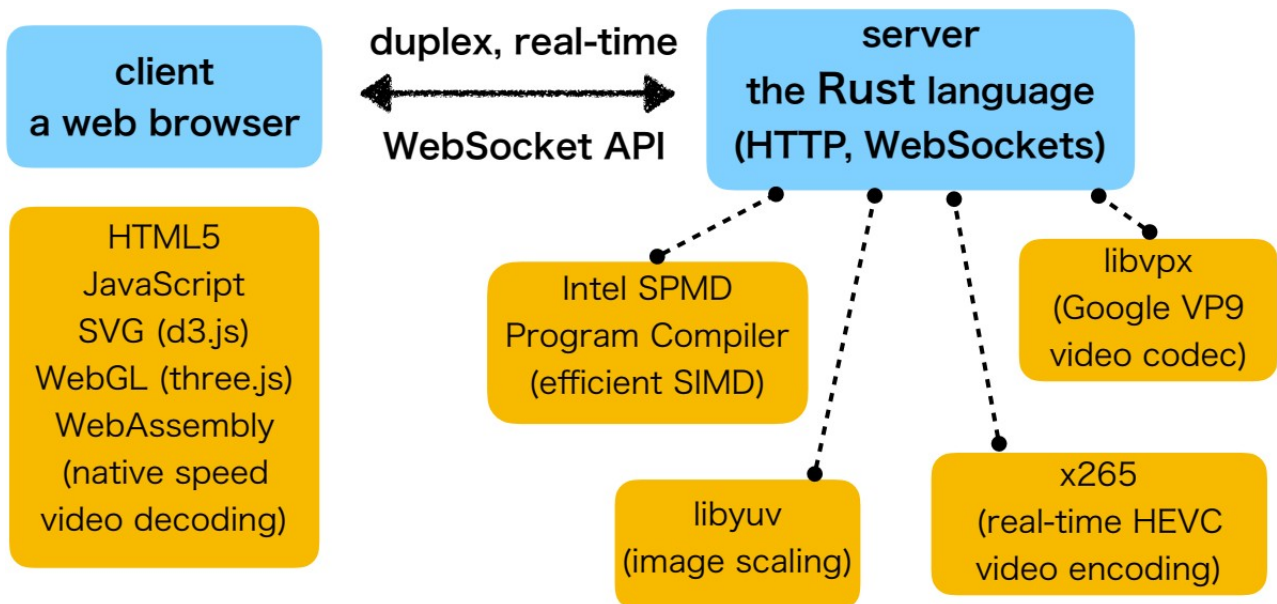 client
a web browser
duplex, real-time
WebSocket API
server
the Rust language
(HTTP, WebSockets)
HTML5
JavaScript
SVG (d3.js)
WebGL (three.js)
WebAssembly
(native speed
video decoding)
Intel SPMD
Program Compiler
(efficient SIMD)
libyuv
(image scaling)
x265
(real-time HEVC
video encoding)
libvpx
(Google VP9
video codec)